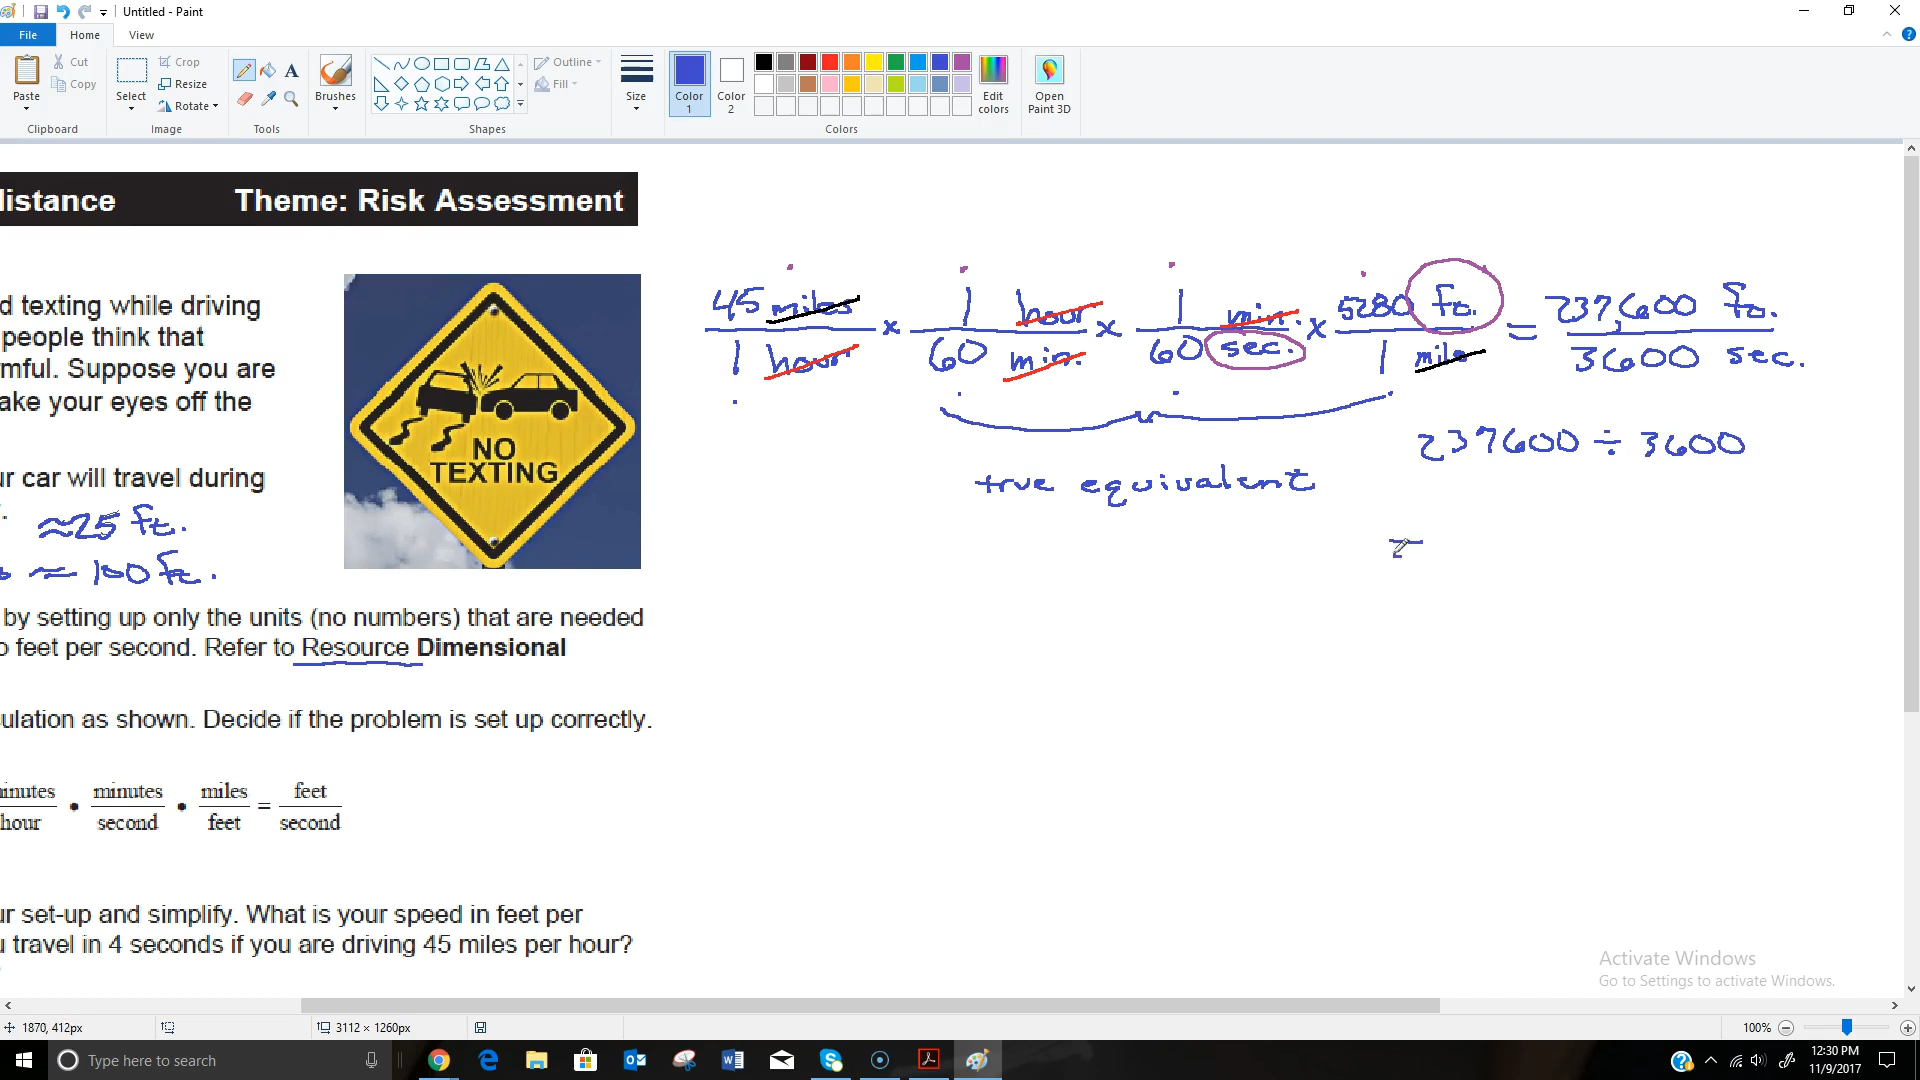 Untitled - Paint
File Home View
Paste Cut Copy Clipboard
Select Crop Resize Rotate Image
A Tools
Brushes
Outline Fill Shapes
Size
Color 1 Color 2 Edit colors Colors
Open Paint 3D
istance Theme: Risk Assessment
d texting while driving
people think that
mful. Suppose you are
ake your eyes off the
ur car will travel during
≈25 ft.
≈ 100 ft.
NO
TEXTING
by setting up only the units (no numbers) that are needed
o feet per second. Refer to Resource Dimensional
ulation as shown. Decide if the problem is set up correctly.
inutes minutes miles feet
• • =
hour second feet second
ur set-up and simplify. What is your speed in feet per
u travel in 4 seconds if you are driving 45 miles per hour?
45 miles 1 hour 1 min. 5280 ft. 237,600 ft.
x x x =
1 hour 60 min. 60 sec. 1 mile 3600 sec.
237600 ÷ 3600
true equivalent
Activate Windows
Go to Settings to activate Windows.
1870, 412px 3112 × 1260px 100%
Type here to search
12:30 PM
11/9/2017